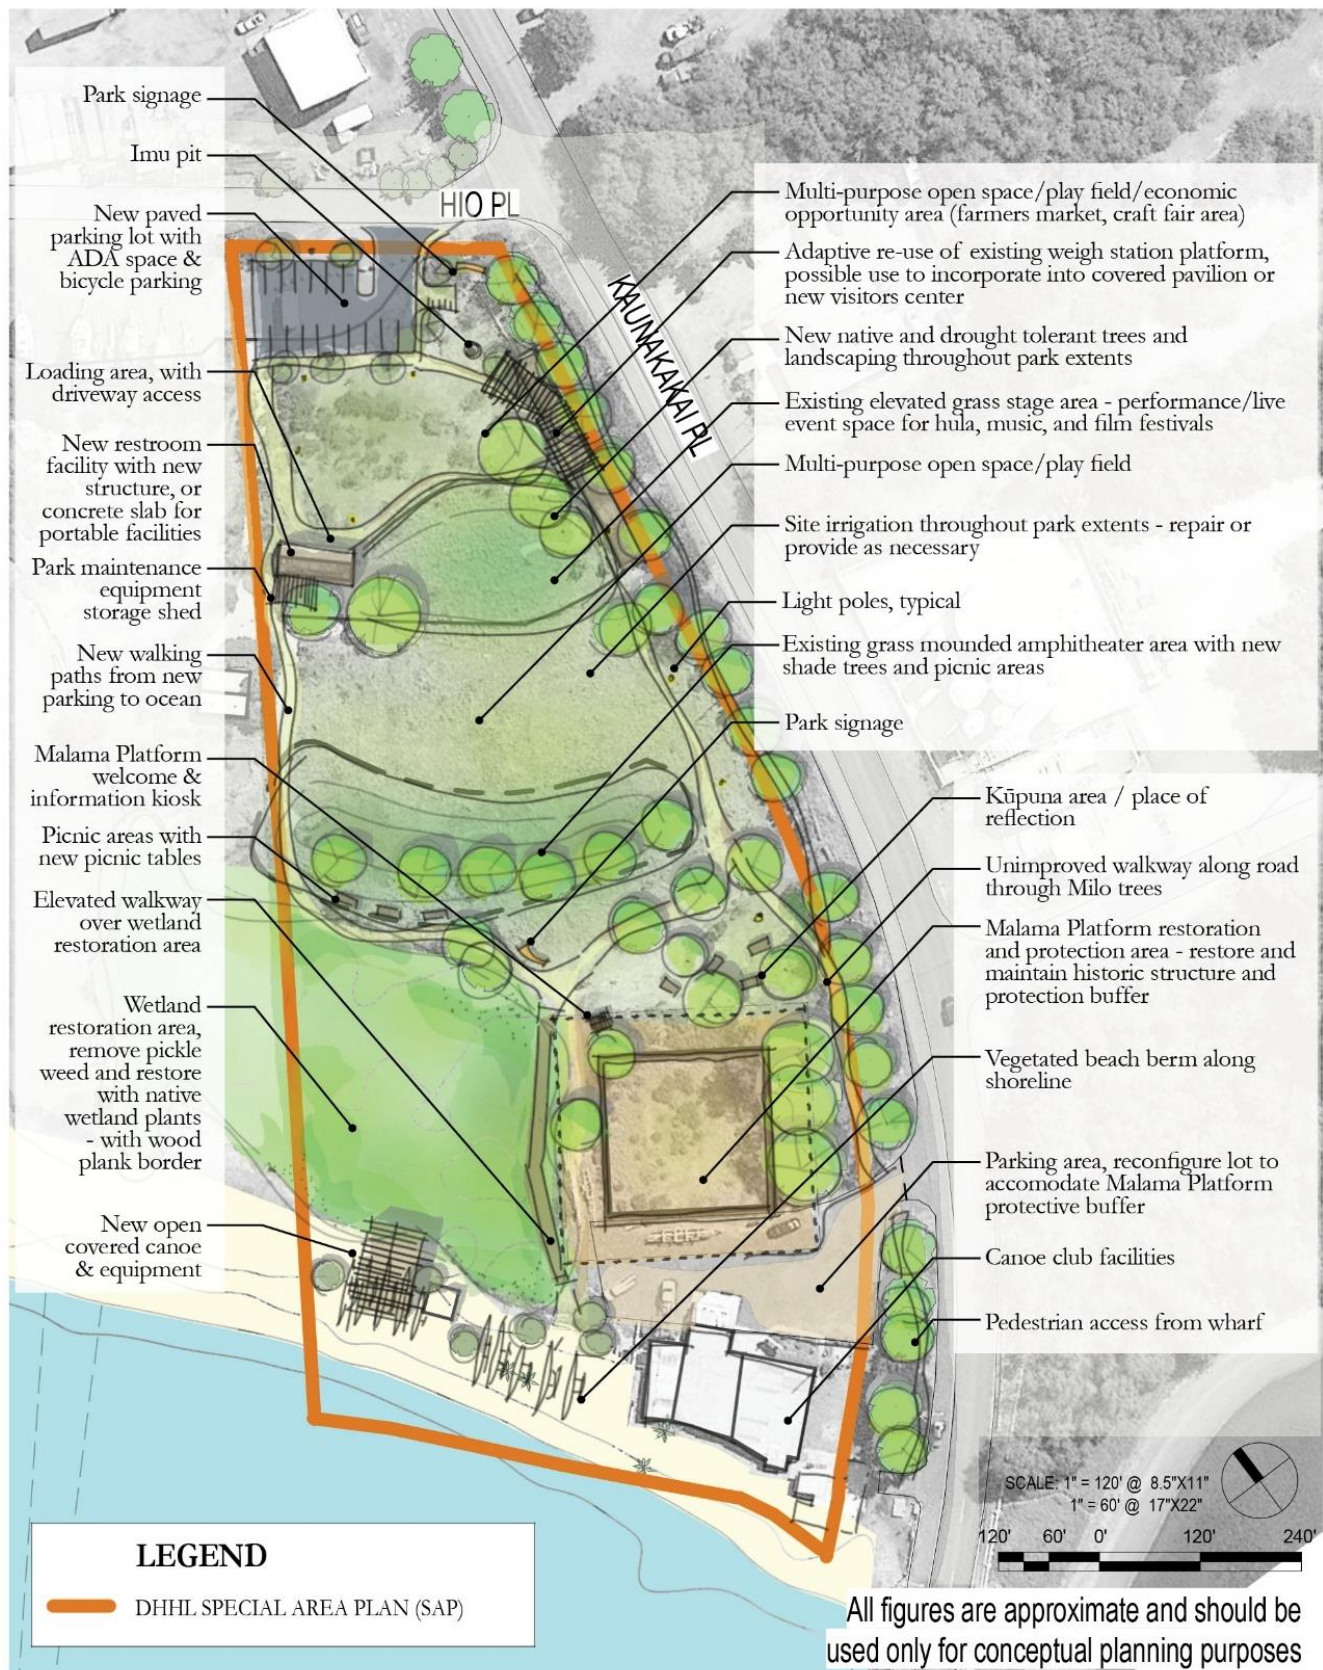 Park signage
Imu pit
New paved
parking lot with
ADA space &
bicycle parking
Loading area, with
driveway access
New restroom
facility with new
structure, or
concrete slab for
portable facilities
Park maintenance
equipment
storage shed
New walking
paths from new
parking to ocean
Malama Platform
welcome &
information kiosk
Picnic areas with
new picnic tables
Elevated walkway
over wetland
restoration area
Wetland
restoration area,
remove pickle
weed and restore
with native
wetland plants
- with wood
plank border
New open
covered canoe
& equipment
HIO PL
KAUNAKAKAI PL
Multi-purpose open space/play field/economic
opportunity area (farmers market, craft fair area)
Adaptive re-use of existing weigh station platform,
possible use to incorporate into covered pavilion or
new visitors center
New native and drought tolerant trees and
landscaping throughout park extents
Existing elevated grass stage area - performance/live
event space for hula, music, and film festivals
Multi-purpose open space/play field
Site irrigation throughout park extents - repair or
provide as necessary
Light poles, typical
Existing grass mounded amphitheater area with new
shade trees and picnic areas
Park signage
Kūpuna area / place of
reflection
Unimproved walkway along road
through Milo trees
Malama Platform restoration
and protection area - restore and
maintain historic structure and
protection buffer
Vegetated beach berm along
shoreline
Parking area, reconfigure lot to
accomodate Malama Platform
protective buffer
Canoe club facilities
Pedestrian access from wharf
SCALE: 1" = 120' @ 8.5"X11"
1" = 60' @ 17"X22"
120' 60' 0' 120' 240'
LEGEND
DHHL SPECIAL AREA PLAN (SAP)
All figures are approximate and should be
used only for conceptual planning purposes